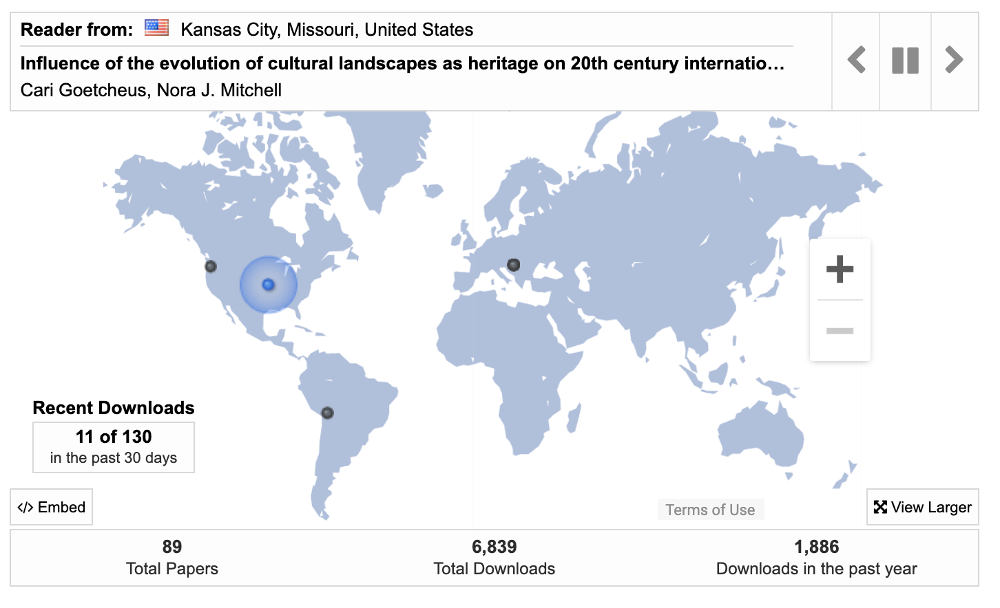 Reader from: Kansas City, Missouri, United States
Influence of the evolution of cultural landscapes as heritage on 20th century internatio…
Cari Goetcheus, Nora J. Mitchell
Recent Downloads
11 of 130
in the past 30 days
</> Embed
Terms of Use
View Larger
89
Total Papers
6,839
Total Downloads
1,886
Downloads in the past year